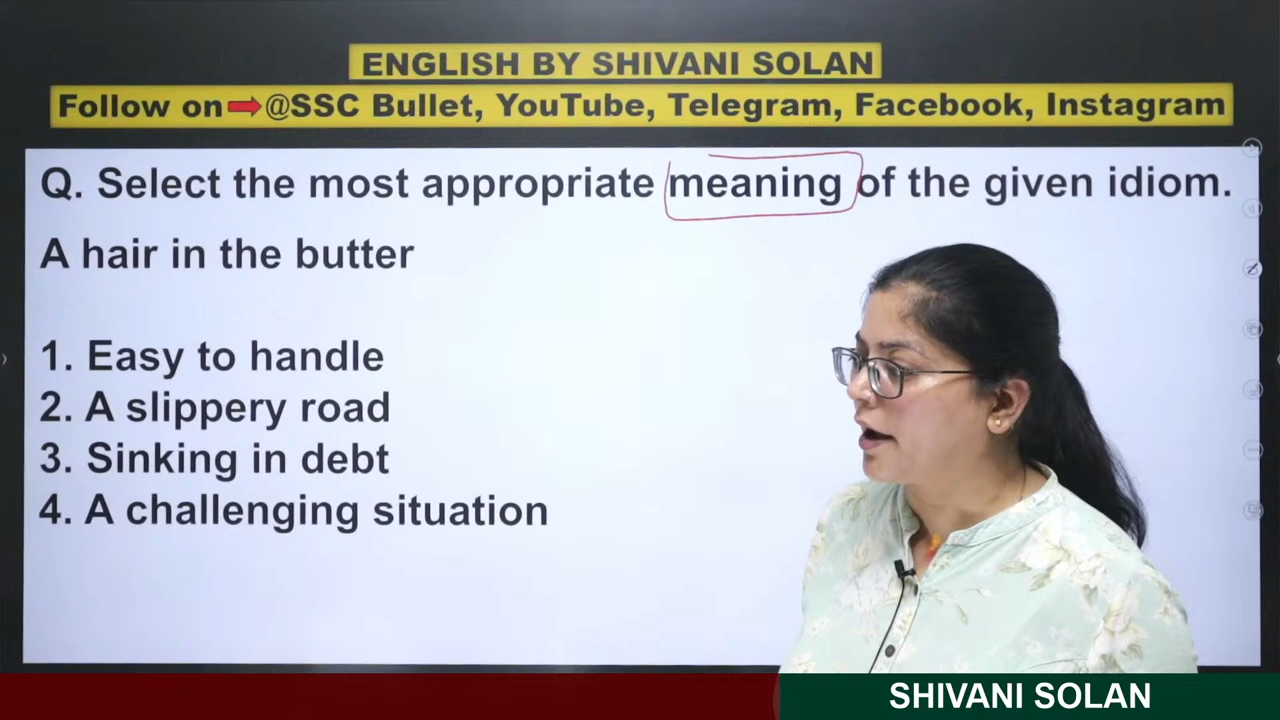 ENGLISH BY SHIVANI SOLAN
Follow on @SSC Bullet, YouTube, Telegram, Facebook, Instagram
Q. Select the most appropriate meaning of the given idiom.
A hair in the butter
1. Easy to handle
2. A slippery road
3. Sinking in debt
4. A challenging situation
SHIVANI SOLAN